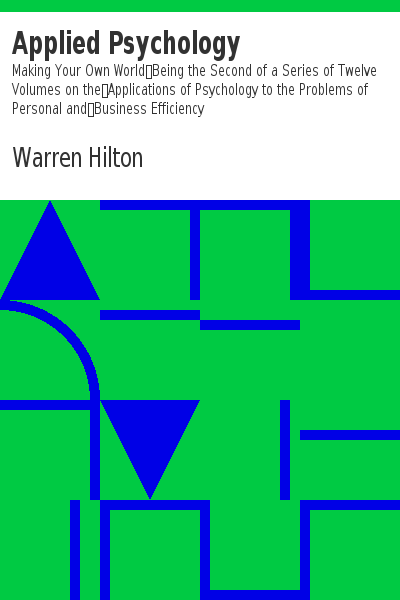 Applied Psychology
Making Your Own World▯Being the Second of a Series of Twelve
Volumes on the▯Applications of Psychology to the Problems of
Personal and▯Business Efficiency
Warren Hilton